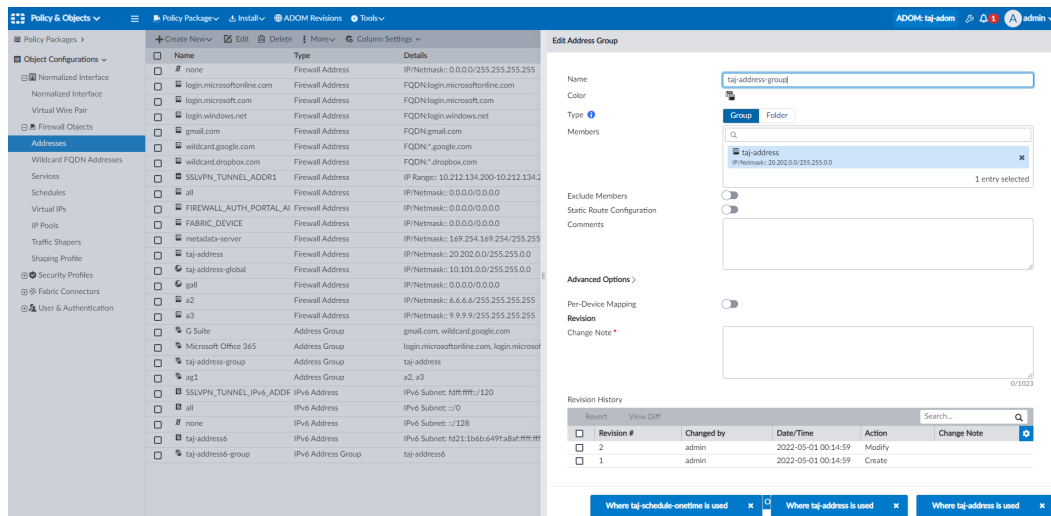 Policy & Objects
Policy Package Install ADOM Revisions Tools
ADOM: taj-adom 1 A admin
Policy Packages
Object Configurations
Normalized Interface
Normalized Interface
Virtual Wire Pair
Firewall Objects
Addresses
Wildcard FQDN Addresses
Services
Schedules
Virtual IPs
IP Pools
Traffic Shapers
Shaping Profile
Security Profiles
Fabric Connectors
User & Authentication
Create New Edit Delete More Column Settings
Name Type Details
none Firewall Address IP/Netmask:: 0.0.0.0/255.255.255.255
login.microsoftonline.com Firewall Address FQDN:login.microsoftonline.com
login.microsoft.com Firewall Address FQDN:login.microsoft.com
login.windows.net Firewall Address FQDN:login.windows.net
gmail.com Firewall Address FQDN:gmail.com
wildcard.google.com Firewall Address FQDN:*.google.com
wildcard.dropbox.com Firewall Address FQDN:*.dropbox.com
SSLVPN_TUNNEL_ADDR1 Firewall Address IP Range:: 10.212.134.200-10.212.134.2
all Firewall Address IP/Netmask:: 0.0.0.0/0.0.0.0
FIREWALL_AUTH_PORTAL_AI Firewall Address IP/Netmask:: 0.0.0.0/0.0.0.0
FABRIC_DEVICE Firewall Address IP/Netmask:: 0.0.0.0/0.0.0.0
metadata-server Firewall Address IP/Netmask:: 169.254.169.254/255.255
taj-address Firewall Address IP/Netmask:: 20.202.0.0/255.255.0.0
taj-address-global Firewall Address IP/Netmask:: 10.101.0.0/255.255.0.0
gall Firewall Address IP/Netmask:: 0.0.0.0/0.0.0.0
a2 Firewall Address IP/Netmask:: 6.6.6.6/255.255.255.255
a3 Firewall Address IP/Netmask:: 9.9.9.9/255.255.255.255
G Suite Address Group gmail.com, wildcard.google.com
Microsoft Office 365 Address Group login.microsoftonline.com, login.microsof
taj-address-group Address Group taj-address
ag1 Address Group a2, a3
SSLVPN_TUNNEL_IPv6_ADDR IPv6 Address IPv6 Subnet: fdff:ffff::/120
all IPv6 Address IPv6 Subnet: ::/0
none IPv6 Address IPv6 Subnet: ::/128
taj-address6 IPv6 Address IPv6 Subnet: fd21:1b6b:649f:a8af:ffff:fff
taj-address6-group IPv6 Address Group taj-address6
Edit Address Group
Name taj-address-group
Color
Type Group Folder
Members
taj-address
IP/Netmask:: 20.202.0.0/255.255.0.0
1 entry selected
Exclude Members
Static Route Configuration
Comments
Advanced Options >
Per-Device Mapping
Revision
Change Note *
0/1023
Revision History
Revert View Diff Search...
Revision # Changed by Date/Time Action Change Note
2 admin 2022-05-01 00:14:59 Modify
1 admin 2022-05-01 00:14:59 Create
Where taj-schedule-onetime is used × O Where taj-address is used × Where taj-address is used ×